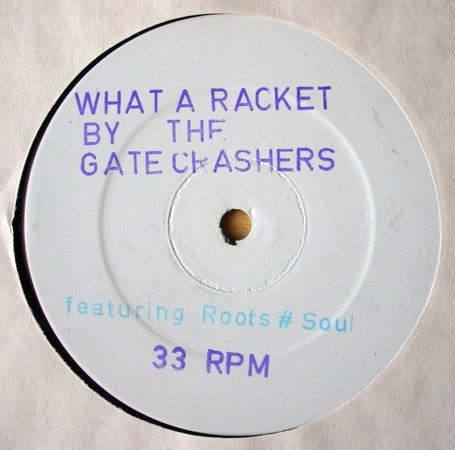 WHAT A RACKET
BY THE
GATE CRASHERS
featuring Roots # Soul
33 RPM